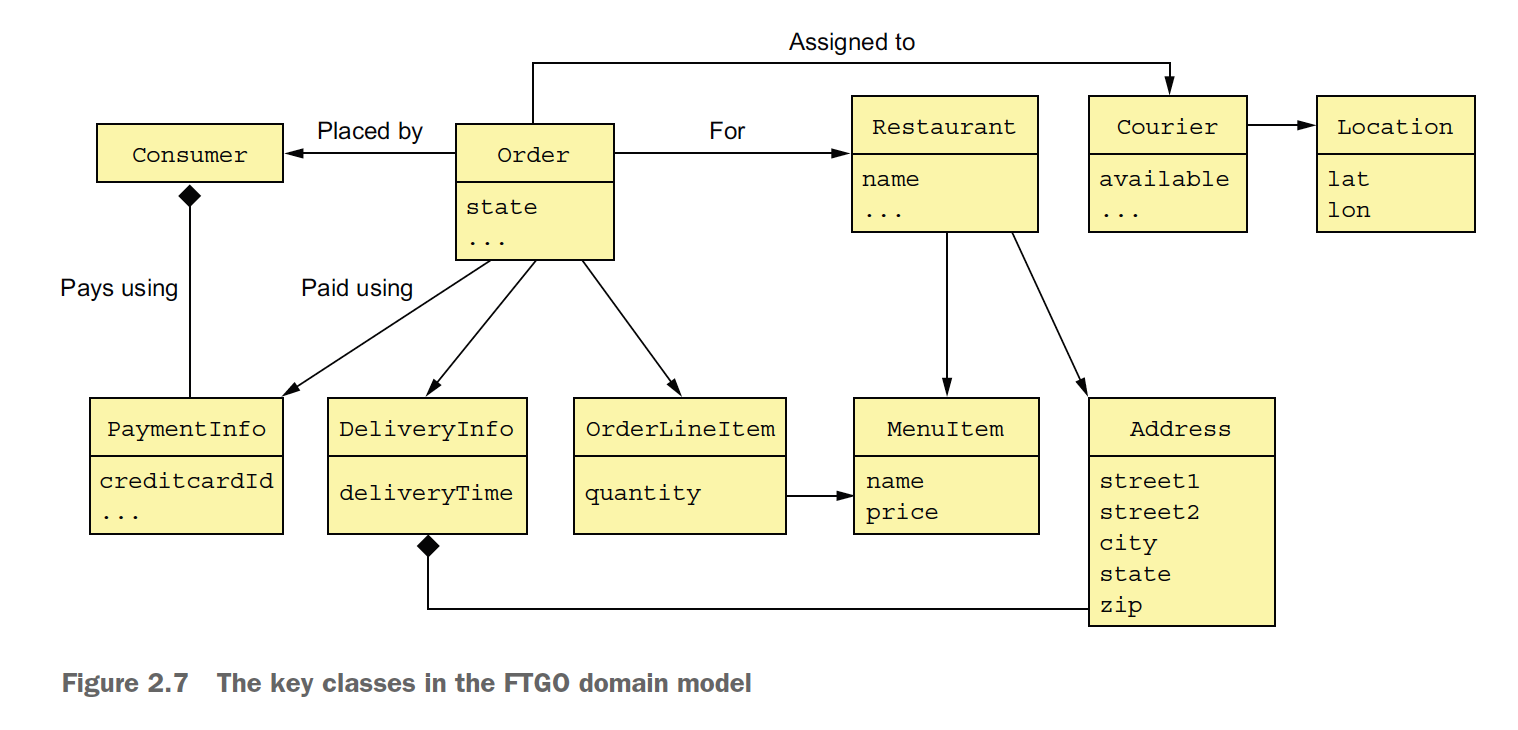 Assigned to
Consumer
Placed by
Order
state
...
For
Restaurant
name
...
Courier
available
...
Location
lat
lon
Pays using
Paid using
PaymentInfo
creditcardId
...
DeliveryInfo
deliveryTime
OrderLineItem
quantity
MenuItem
name
price
Address
street1
street2
city
state
zip
Figure 2.7 The key classes in the FTGO domain model